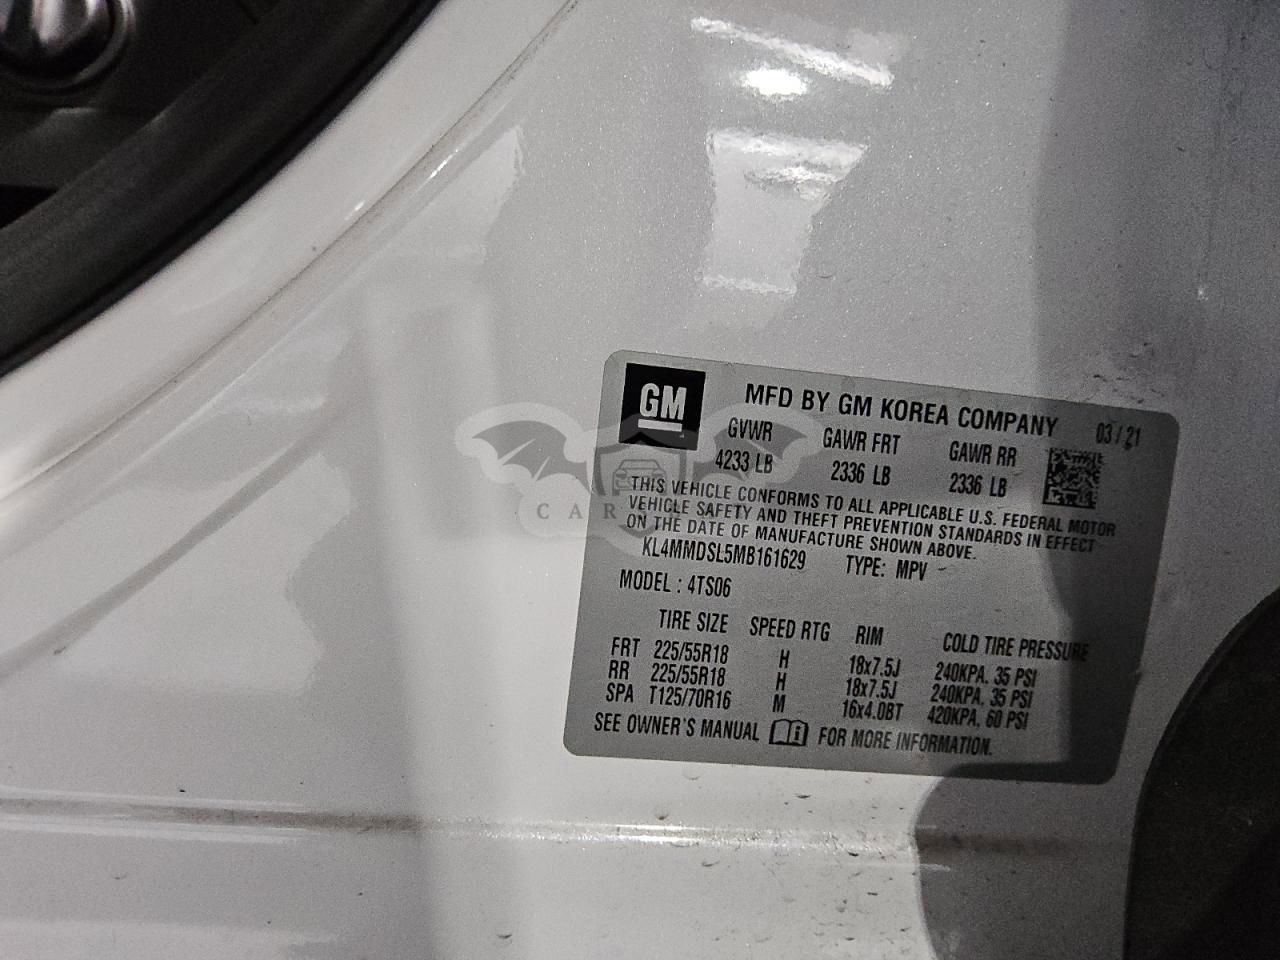 GM
MFD BY GM KOREA COMPANY 03/21
GVWR GAWR FRT GAWR RR
4233 LB 2336 LB 2336 LB
THIS VEHICLE CONFORMS TO ALL APPLICABLE U.S. FEDERAL MOTOR
VEHICLE SAFETY AND THEFT PREVENTION STANDARDS IN EFFECT
ON THE DATE OF MANUFACTURE SHOWN ABOVE.
KL4MMDSL5MB161629 TYPE: MPV
MODEL : 4TS06
TIRE SIZE SPEED RTG RIM COLD TIRE PRESSURE
FRT 225/55R18 H 18x7.5J 240KPA, 35 PSI
RR 225/55R18 H 18x7.5J 240KPA, 35 PSI
SPA T125/70R16 M 16x4.0BT 420KPA, 60 PSI
SEE OWNER'S MANUAL FOR MORE INFORMATION.